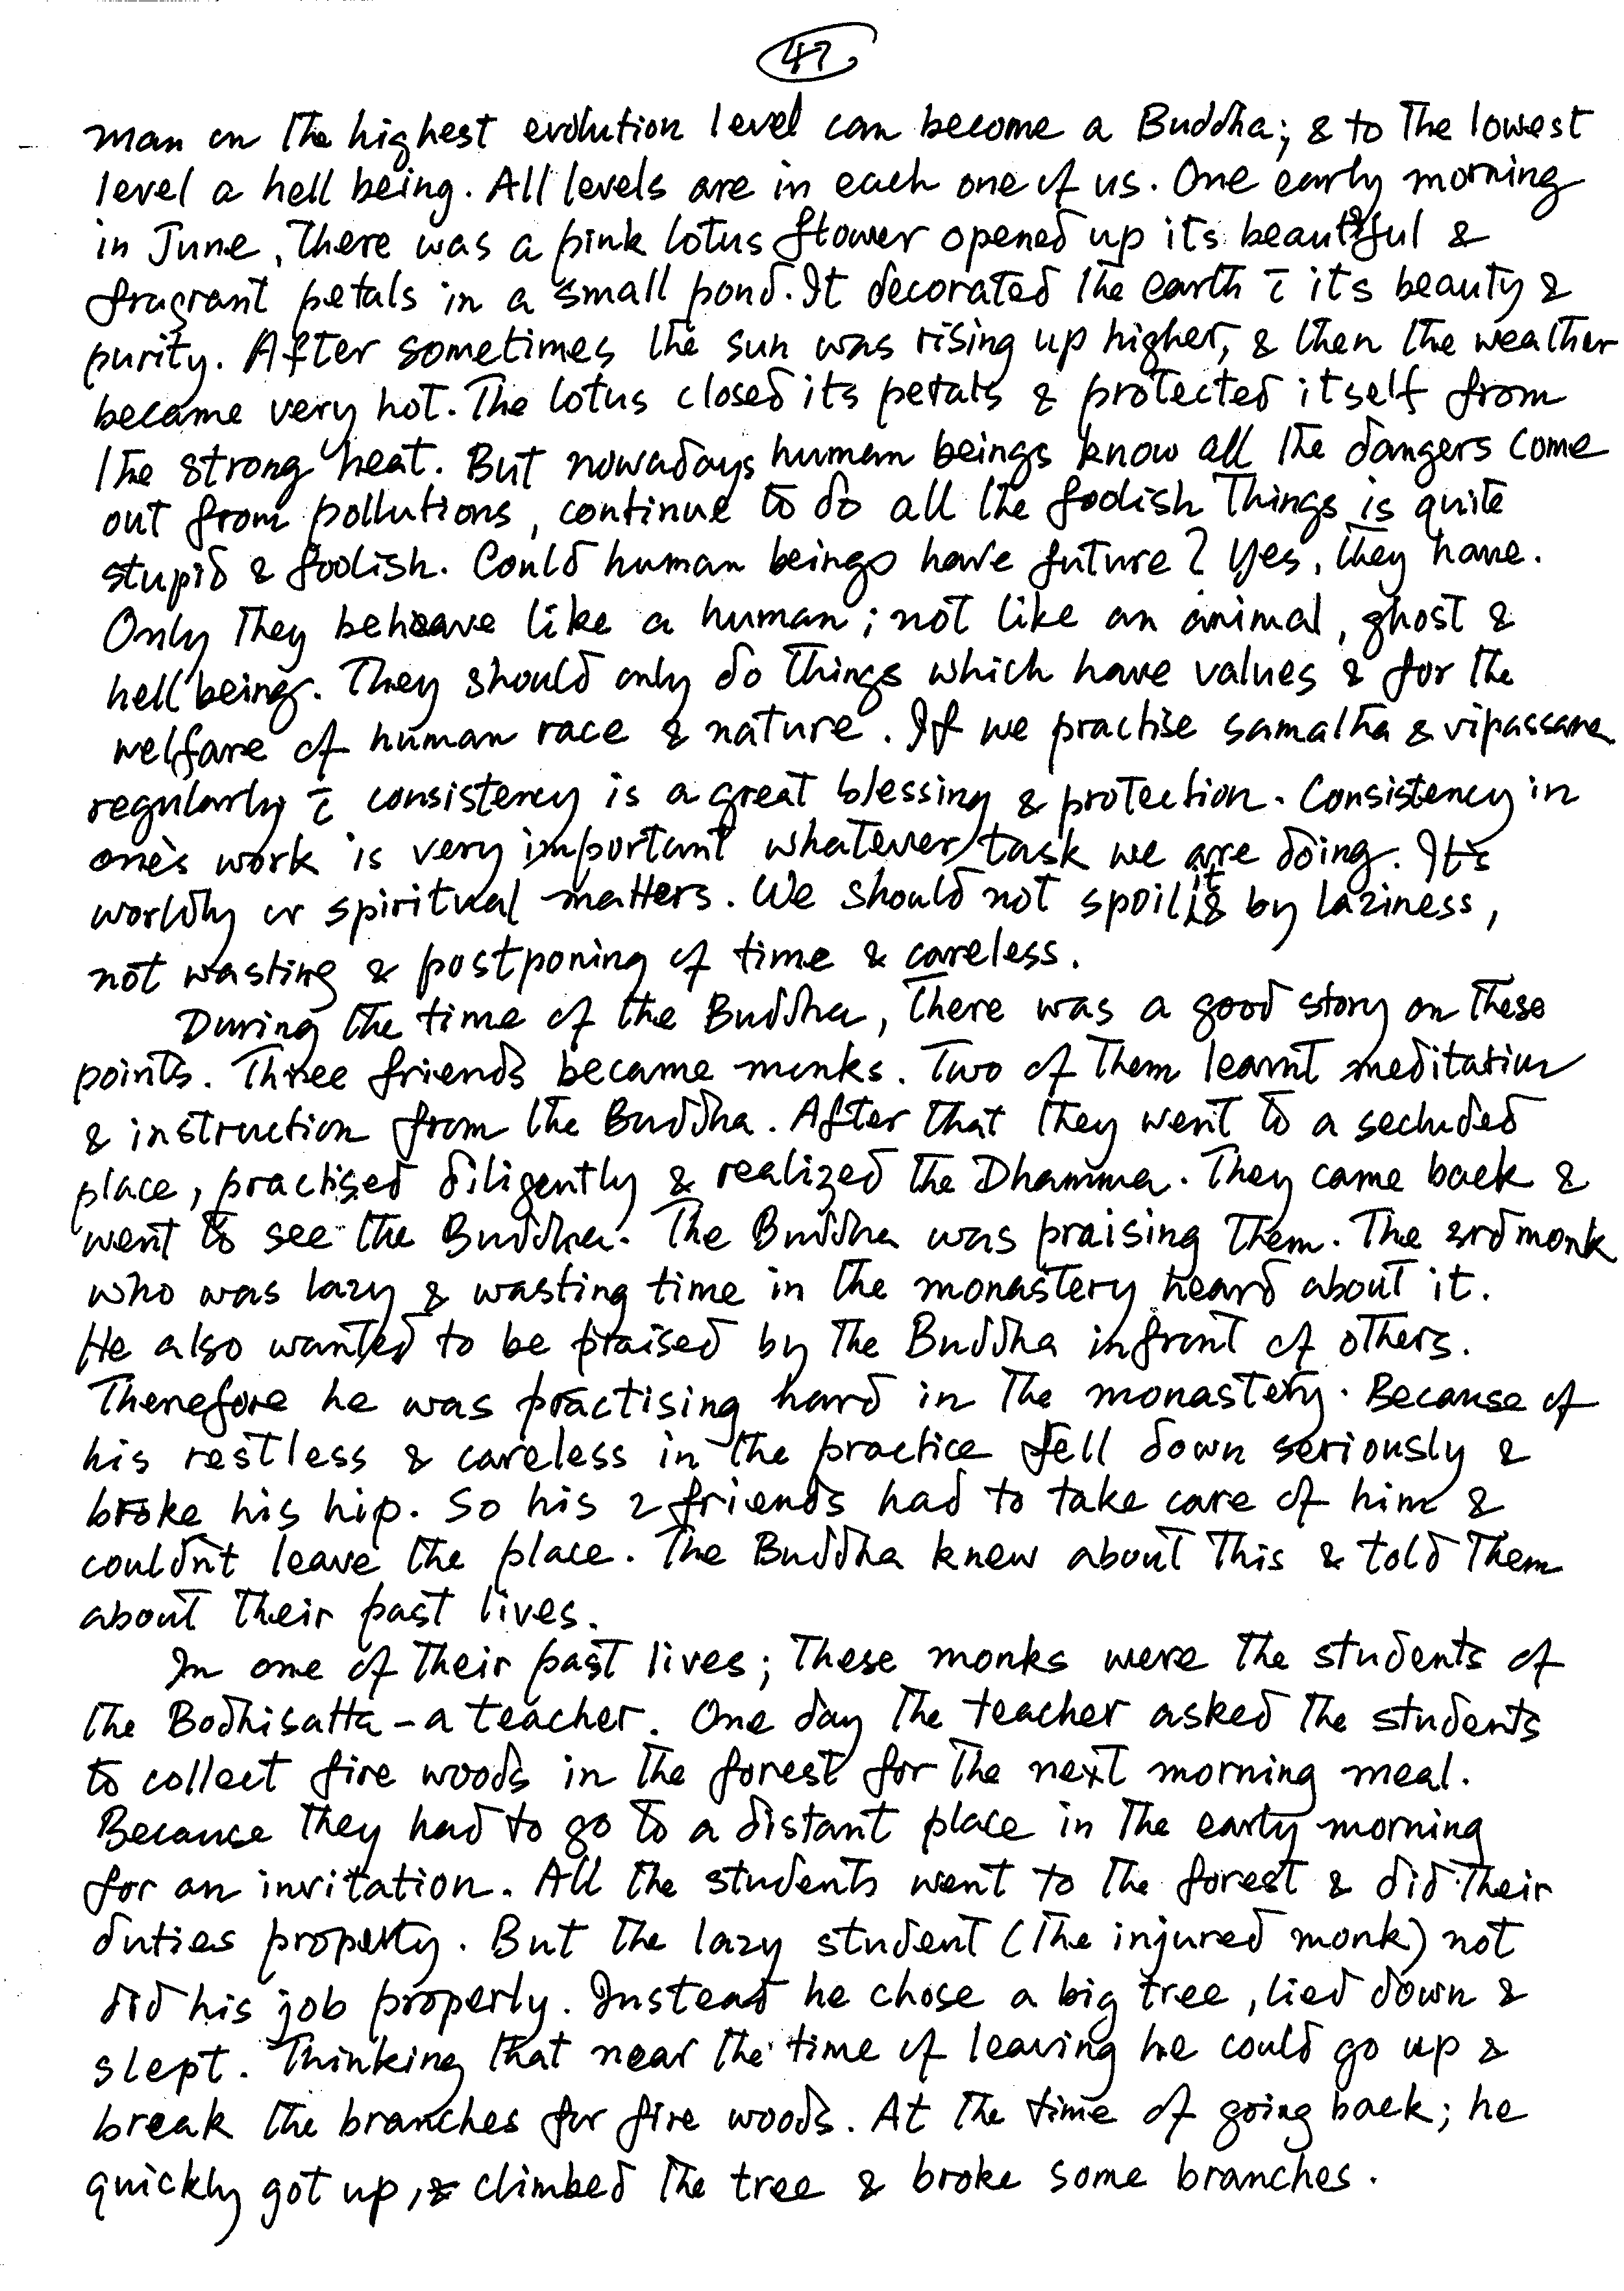 47
man on the highest evolution level can become a Buddha; & to the lowest
level a hell being. All levels are in each one of us. One early morning
in June, there was a pink lotus flower opened up its beautiful &
fragrant petals in a small pond. It decorated the earth c̄ its beauty &
purity. After sometimes the sun was rising up higher, & then the weather
became very hot. The lotus closed its petals & protected itself from
the strong heat. But nowadays human beings know all the dangers come
out from pollutions, continue to do all the foolish things is quite
stupid & foolish. Could human beings have future? Yes, they have.
Only they behave like a human; not like an animal, ghost &
hell being. They should only do things which have values & for the
welfare of human race & nature. If we practise samatha & vipassana
regularly c̄ consistency is a great blessing & protection. Consistency in
one's work is very important whatever task we are doing. It's
worldly or spiritual matters. We should not spoil it by laziness,
not wasting & postponing of time & careless.
During the time of the Buddha, there was a good story on these
points. Three friends became monks. Two of them learnt meditation
& instruction from the Buddha. After that they went to a secluded
place, practised diligently & realized the Dhamma. They came back &
went to see the Buddha. The Buddha was praising them. The 3rd monk
who was lazy & wasting time in the monastery heard about it.
He also wanted to be praised by the Buddha infront of others.
Therefore he was practising hard in the monastery. Because of
his restless & careless in the practice fell down seriously &
broke his hip. So his 2 friends had to take care of him &
couldn't leave the place. The Buddha knew about this & told them
about their past lives.
In one of their past lives; these monks were the students of
the Bodhisatta - a teacher. One day the teacher asked the students
to collect fire woods in the forest for the next morning meal.
Because they had to go to a distant place in the early morning
for an invitation. All the students went to the forest & did their
duties properly. But the lazy student (the injured monk) not
did his job properly. Instead he chose a big tree, lied down &
slept. Thinking that near the time of leaving he could go up &
break the branches for fire woods. At the time of going back; he
quickly got up, & climbed the tree & broke some branches.